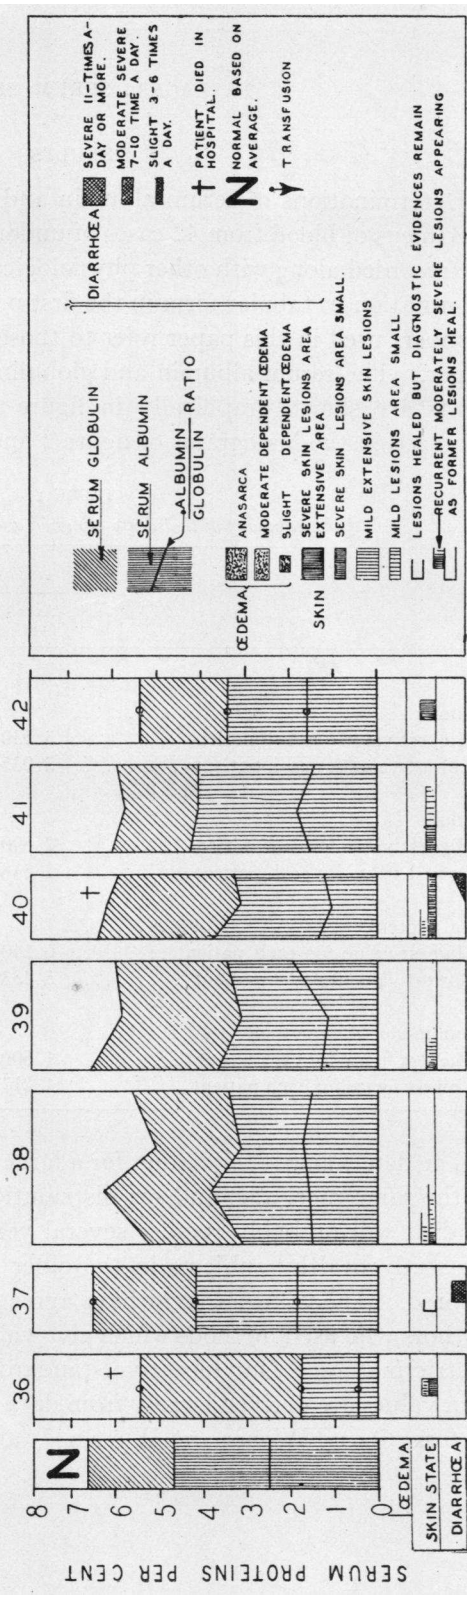 SERUM PROTEINS PER CENT
8
7
6
5
4
3
2
1
0
N
36
37
38
39
40
41
42
ŒDEMA
SKIN STATE
DIARRHŒA
SERUM GLOBULIN
SERUM ALBUMIN
ALBUMIN
GLOBULIN
RATIO
ŒDEMA
ANASARCA
MODERATE DEPENDENT ŒDEMA
SLIGHT DEPENDENT ŒDEMA
SKIN
SEVERE SKIN LESIONS AREA
EXTENSIVE AREA
SEVERE SKIN LESIONS AREA SMALL.
MILD EXTENSIVE SKIN LESIONS
MILD LESIONS AREA SMALL
LESIONS HEALED BUT DIAGNOSTIC EVIDENCES REMAIN
RECURRENT MODERATELY SEVERE LESIONS APPEARING
AS FORMER LESIONS HEAL.
DIARRHŒA
SEVERE 11-TIMES A-
DAY OR MORE.
MODERATE SEVERE
7-10 TIME A DAY.
SLIGHT 3-6 TIMES
A DAY.
PATIENT DIED IN
HOSPITAL.
N
NORMAL BASED ON
AVERAGE.
TRANSFUSION